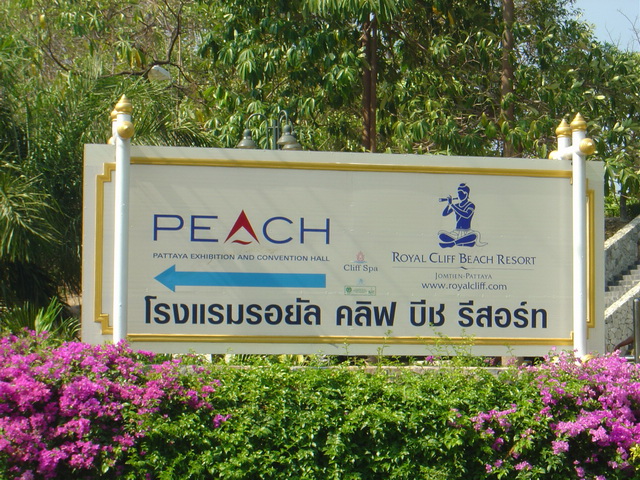 PEACH
PATTAYA EXHIBITION AND CONVENTION HALL
Cliff Spa
ROYAL CLIFF BEACH RESORT
JOMTIEN-PATTAYA
www.royalcliff.com
โรงแรมรอยัล คลิฟ บีช รีสอร์ท